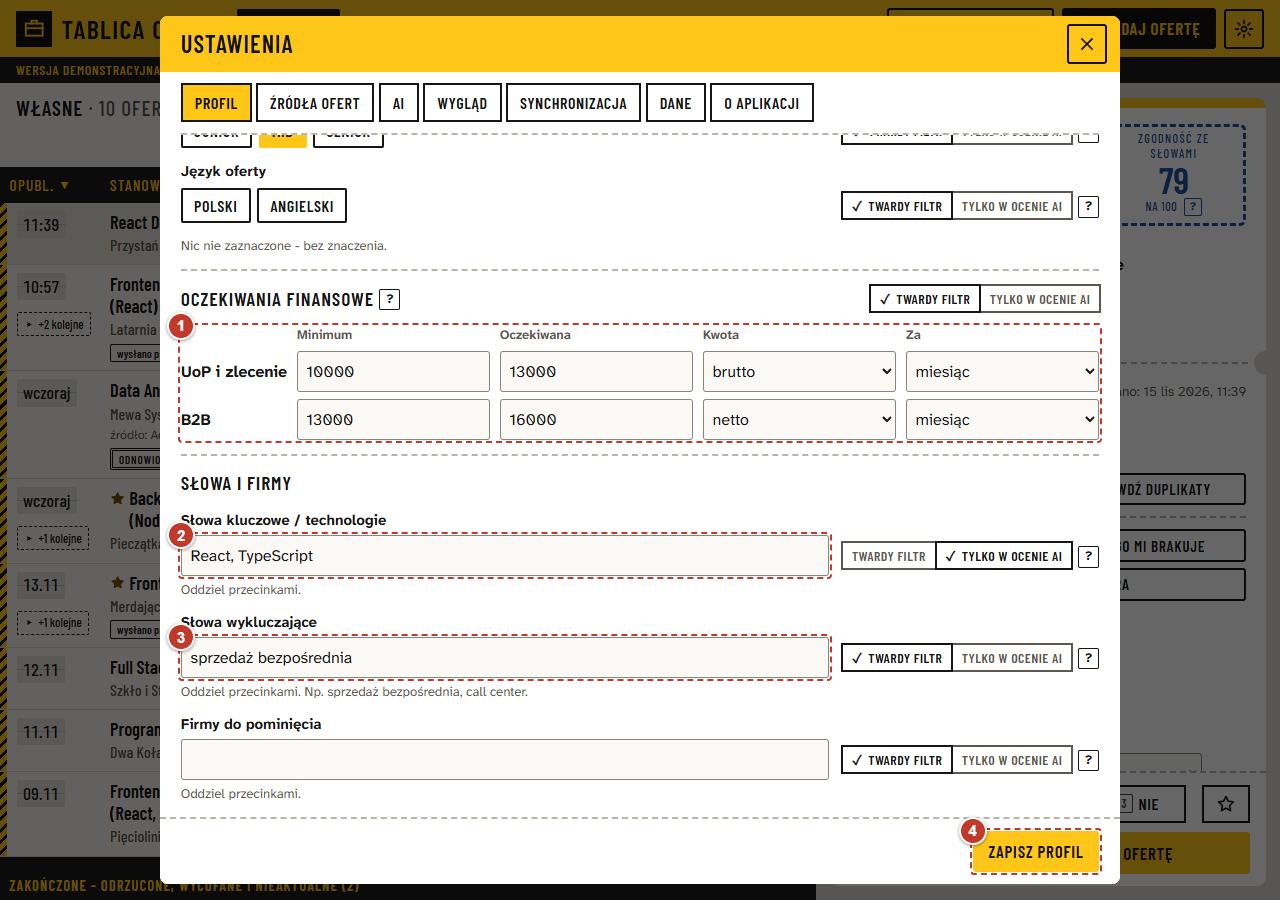 TABLICA
DAJ OFERTĘ
USTAWIENIA
WERSJA DEMONSTRACYJNA
PROFIL
ŹRÓDŁA OFERT
AI
WYGLĄD
SYNCHRONIZACJA
DANE
O APLIKACJI
WŁASNE · 10 OFER
ZGODNOŚĆ ZE
SŁOWAMI
79
NA 100 ?
Język oferty
OPUBL. ▼ STANOW
POLSKI ANGIELSKI ✓ TWARDY FILTR TYLKO W OCENIE AI ?
11:39 React D
Przystań
Nic nie zaznaczone - bez znaczenia.
10:57 Fronten
(React)
OCZEKIWANIA FINANSOWE ? ✓ TWARDY FILTR TYLKO W OCENIE AI
▸ +2 kolejne Latarnia
wysłano p
1
Minimum Oczekiwana Kwota Za
UoP i zlecenie 10000 13000 brutto miesiąc
B2B 13000 16000 netto miesiąc
wczoraj Data An
Mewa Sys
źródło: Ac
ODNOWIO
no: 15 lis 2026, 11:39
SŁOWA I FIRMY
wczoraj ★ Back
(Nod
▸ +1 kolejne Pieczątka
WDŹ DUPLIKATY
Słowa kluczowe / technologie
2
React, TypeScript TWARDY FILTR ✓ TYLKO W OCENIE AI ?
Oddziel przecinkami.
O MI BRAKUJE
RA
13.11 ★ Front
Merdając
▸ +1 kolejne wysłano p
Słowa wykluczające
3
sprzedaż bezpośrednia ✓ TWARDY FILTR TYLKO W OCENIE AI ?
Oddziel przecinkami. Np. sprzedaż bezpośrednia, call center.
12.11 Full Sta
Szkło i St
Firmy do pominięcia
✓ TWARDY FILTR TYLKO W OCENIE AI ?
Oddziel przecinkami.
11.11 Program
Dwa Koła
09.11 Fronten
(React,
Pięciolini
3 NIE
4
ZAPISZ PROFIL
OFERTĘ
ZAKOŃCZONE - ODRZUCONE, WYCOFANE I NIEAKTUALNE (2)